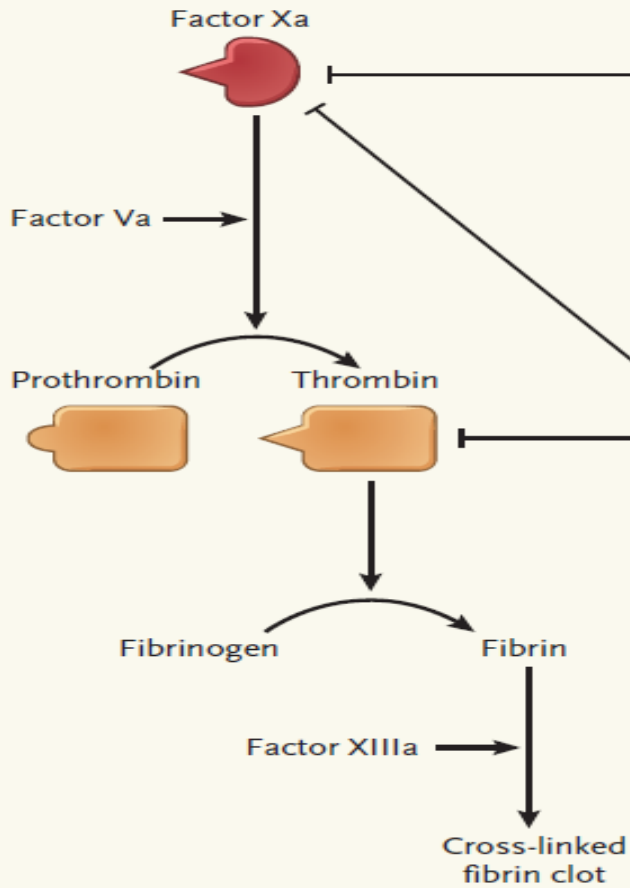 Factor Xa
Factor Va
Prothrombin
Thrombin
Fibrinogen
Fibrin
Factor XIIIa
Cross-linked
fibrin clot